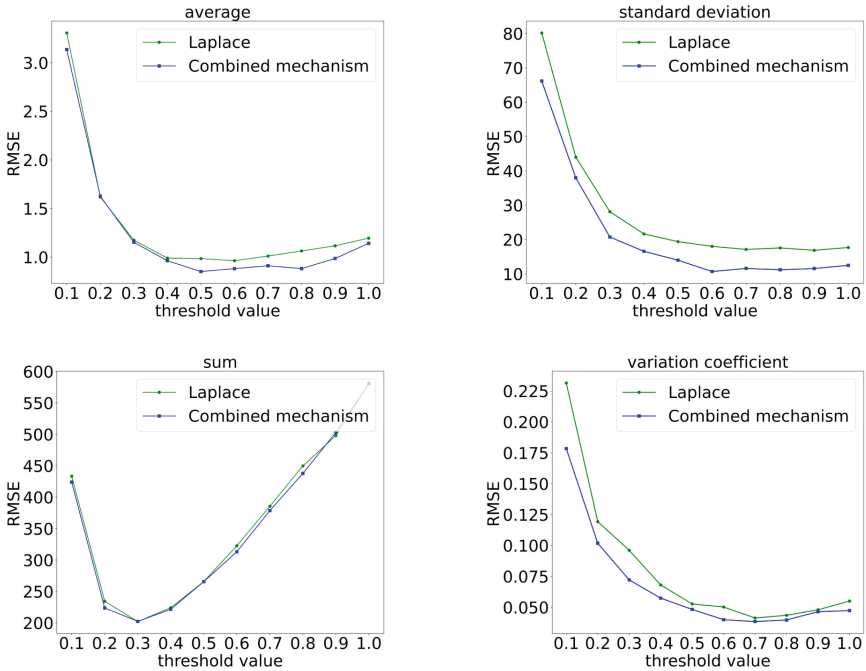 average
Laplace
Combined mechanism
RMSE
3.0
2.5
2.0
1.5
1.0
0.1 0.2 0.3 0.4 0.5 0.6 0.7 0.8 0.9 1.0
threshold value
standard deviation
Laplace
Combined mechanism
RMSE
80
70
60
50
40
30
20
10
0.1 0.2 0.3 0.4 0.5 0.6 0.7 0.8 0.9 1.0
threshold value
sum
Laplace
Combined mechanism
RMSE
600
550
500
450
400
350
300
250
200
0.1 0.2 0.3 0.4 0.5 0.6 0.7 0.8 0.9 1.0
threshold value
variation coefficient
Laplace
Combined mechanism
RMSE
0.225
0.200
0.175
0.150
0.125
0.100
0.075
0.050
0.1 0.2 0.3 0.4 0.5 0.6 0.7 0.8 0.9 1.0
threshold value